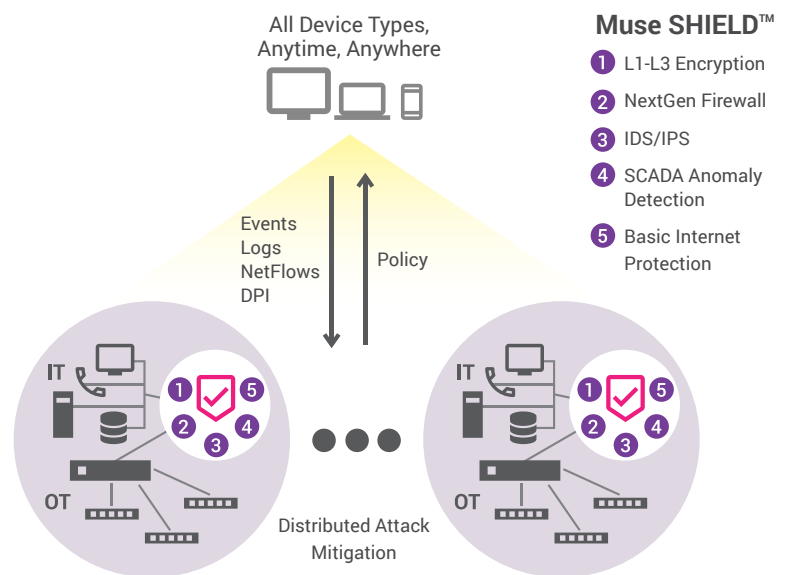 All Device Types,
Anytime, Anywhere
Muse SHIELD™
1 L1-L3 Encryption
2 NextGen Firewall
3 IDS/IPS
4 SCADA Anomaly
Detection
5 Basic Internet
Protection
Events
Logs
NetFlows
DPI
Policy
IT
1 5
2 4
3
OT
IT
1 5
2 4
3
OT
Distributed Attack
Mitigation